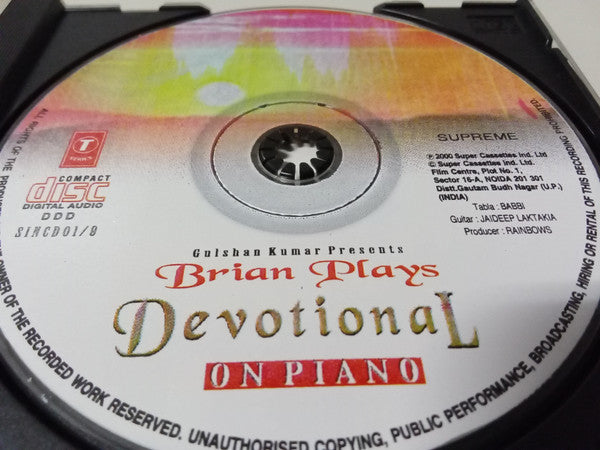 T
SUPREME
℗ 2000 Super Cassettes Ind. Ltd
© Super Cassettes Ind. Ltd.
Film Centre, Plot No. 1,
Sector 16-A, NOIDA 201 301
Distt.Gautam Budh Nagar (U.P.)
(INDIA)
Tabla : BABBI
Guitar : JAIDEEP LAKTAKIA
Producer : RAINBOWS
COMPACT
disc
DIGITAL AUDIO
DDD
SINCD01/9
Gulshan Kumar Presents
Brian Plays
Devotional
ON PIANO
ALL RIGHTS OF THE OWNER OF THE RECORDED WORK RESERVED. UNAUTHORISED COPYING, PUBLIC PERFORMANCE, BROADCASTING, HIRING OR RENTAL OF THIS RECORDING PROHIBITED